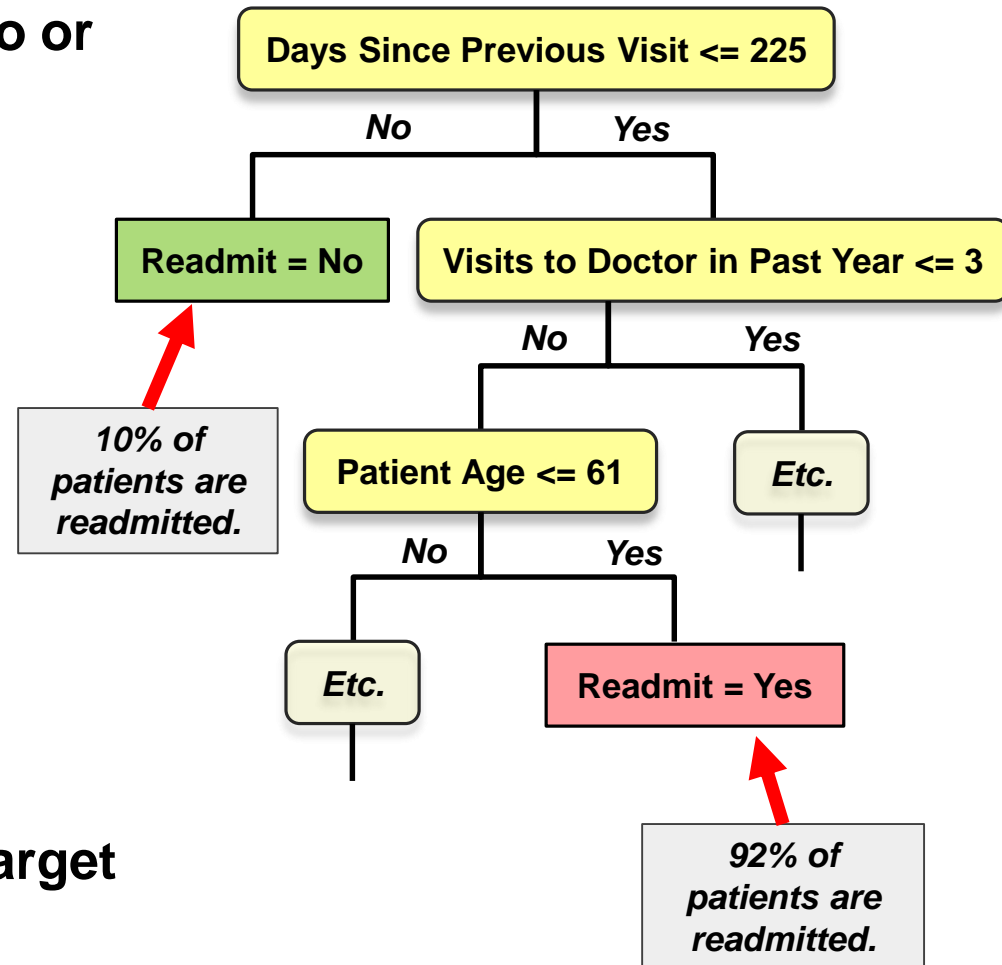 o or
Days Since Previous Visit <= 225
No Yes
Readmit = No
Visits to Doctor in Past Year <= 3
No Yes
10% of
patients are
readmitted.
Patient Age <= 61
Etc.
No Yes
Etc.
Readmit = Yes
arget
92% of
patients are
readmitted.